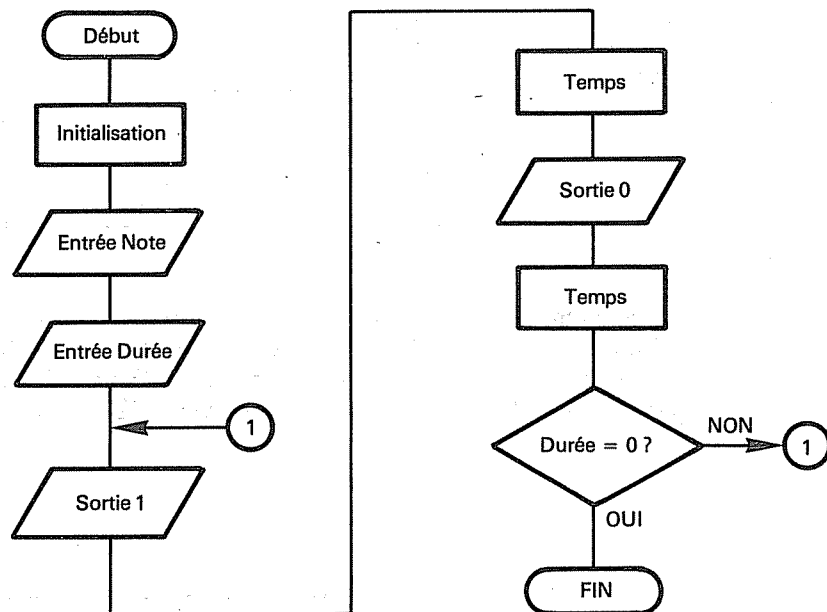 Début
Initialisation
Entrée Note
Entrée Durée
1
Sortie 1
Temps
Sortie 0
Temps
Durée = 0 ?
NON
1
OUI
FIN